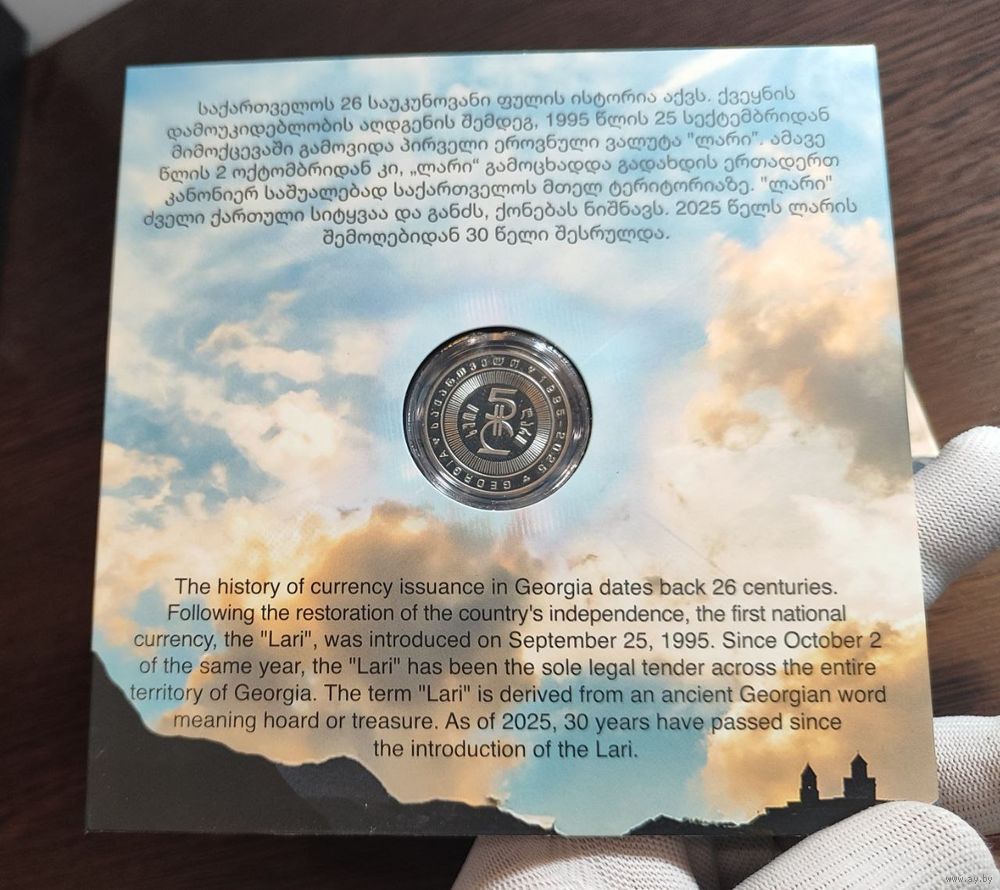 საქართველოს 26 საუკუნოვანი ფულის ისტორია აქვს. ქვეყნის
დამოუკიდებლობის აღდგენის შემდეგ, 1995 წლის 25 სექტემბრიდან
მიმოქცევაში გამოვიდა პირველი ეროვნული ვალუტა "ლარი". ამავე
წლის 2 ოქტომბრიდან კი, „ლარი“ გამოცხადდა გადახდის ერთადერთ
კანონიერ საშუალებად საქართველოს მთელ ტერიტორიაზე. "ლარი"
ძველი ქართული სიტყვაა და განძს, ქონებას ნიშნავს. 2025 წელს ლარის
შემოღებიდან 30 წელი შესრულდა.
საქართველო 1995-2025 GEORGIA
5 ₾
ხუთი ლარი
The history of currency issuance in Georgia dates back 26 centuries.
Following the restoration of the country's independence, the first national
currency, the "Lari", was introduced on September 25, 1995. Since October 2
of the same year, the "Lari" has been the sole legal tender across the entire
territory of Georgia. The term "Lari" is derived from an ancient Georgian word
meaning hoard or treasure. As of 2025, 30 years have passed since
the introduction of the Lari.
www.ay.by